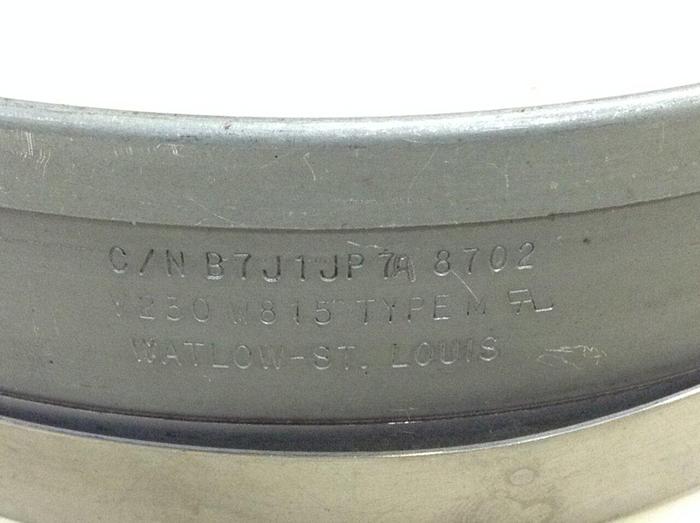 C/N B7J1JP7A 8702
V230 W815 TYPE M
WATLOW-ST. LOUIS